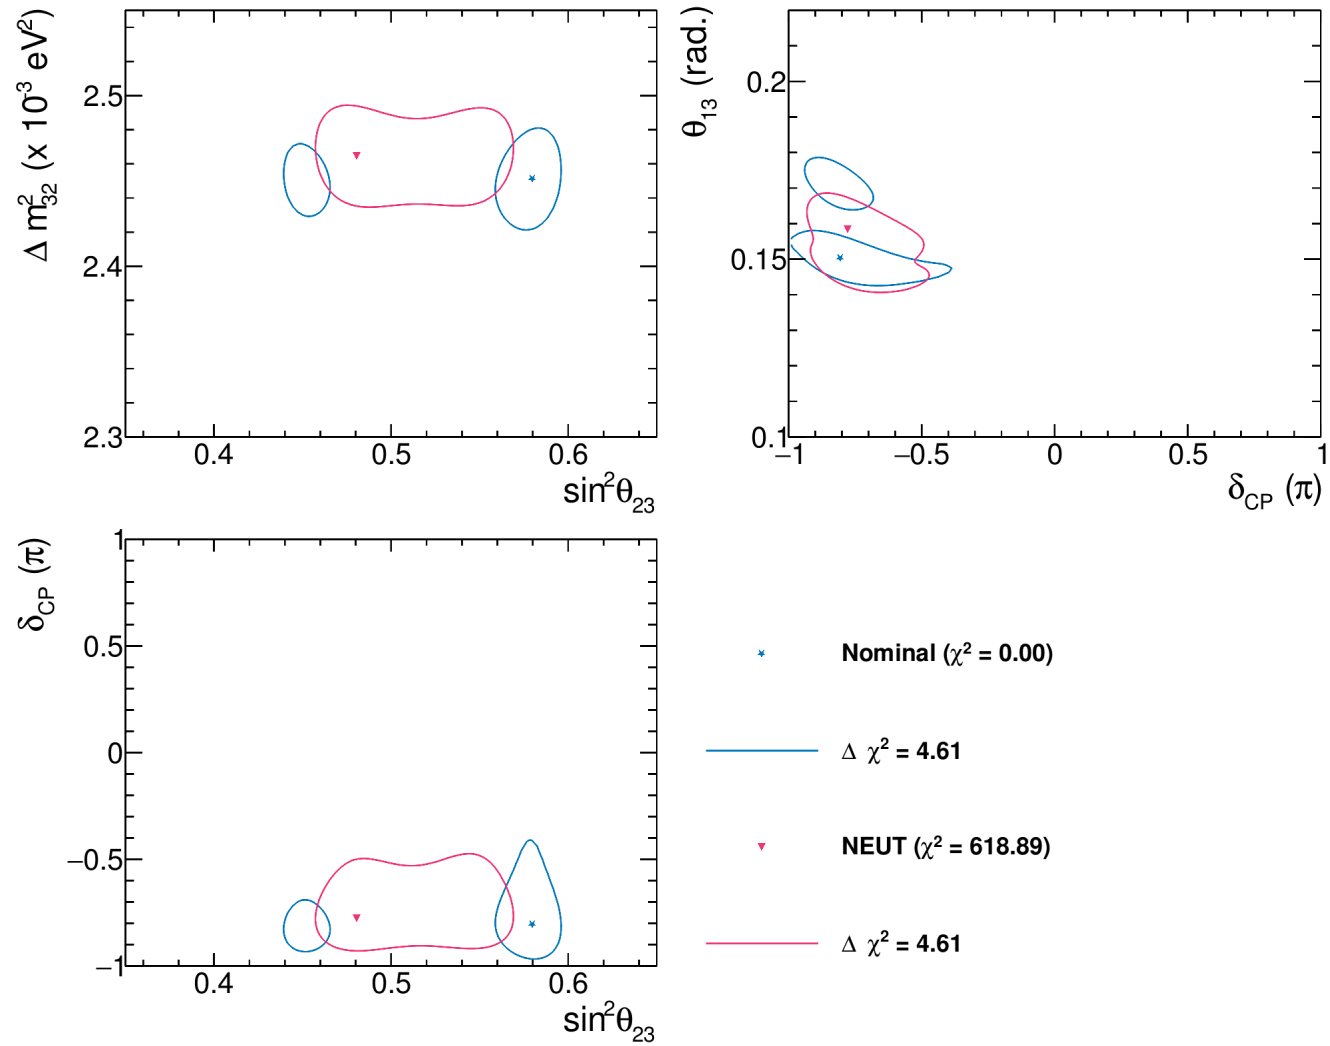 Δ m²₃₂ (x 10⁻³ eV²)
2.5
2.4
2.3
0.4 0.5 0.6
sin²θ₂₃
θ₁₃ (rad.)
0.2
0.15
0.1
−1 −0.5 0 0.5 1
δ_CP (π)
δ_CP (π)
1
0.5
0
−0.5
−1
0.4 0.5 0.6
sin²θ₂₃
Nominal (χ² = 0.00)
Δ χ² = 4.61
NEUT (χ² = 618.89)
Δ χ² = 4.61